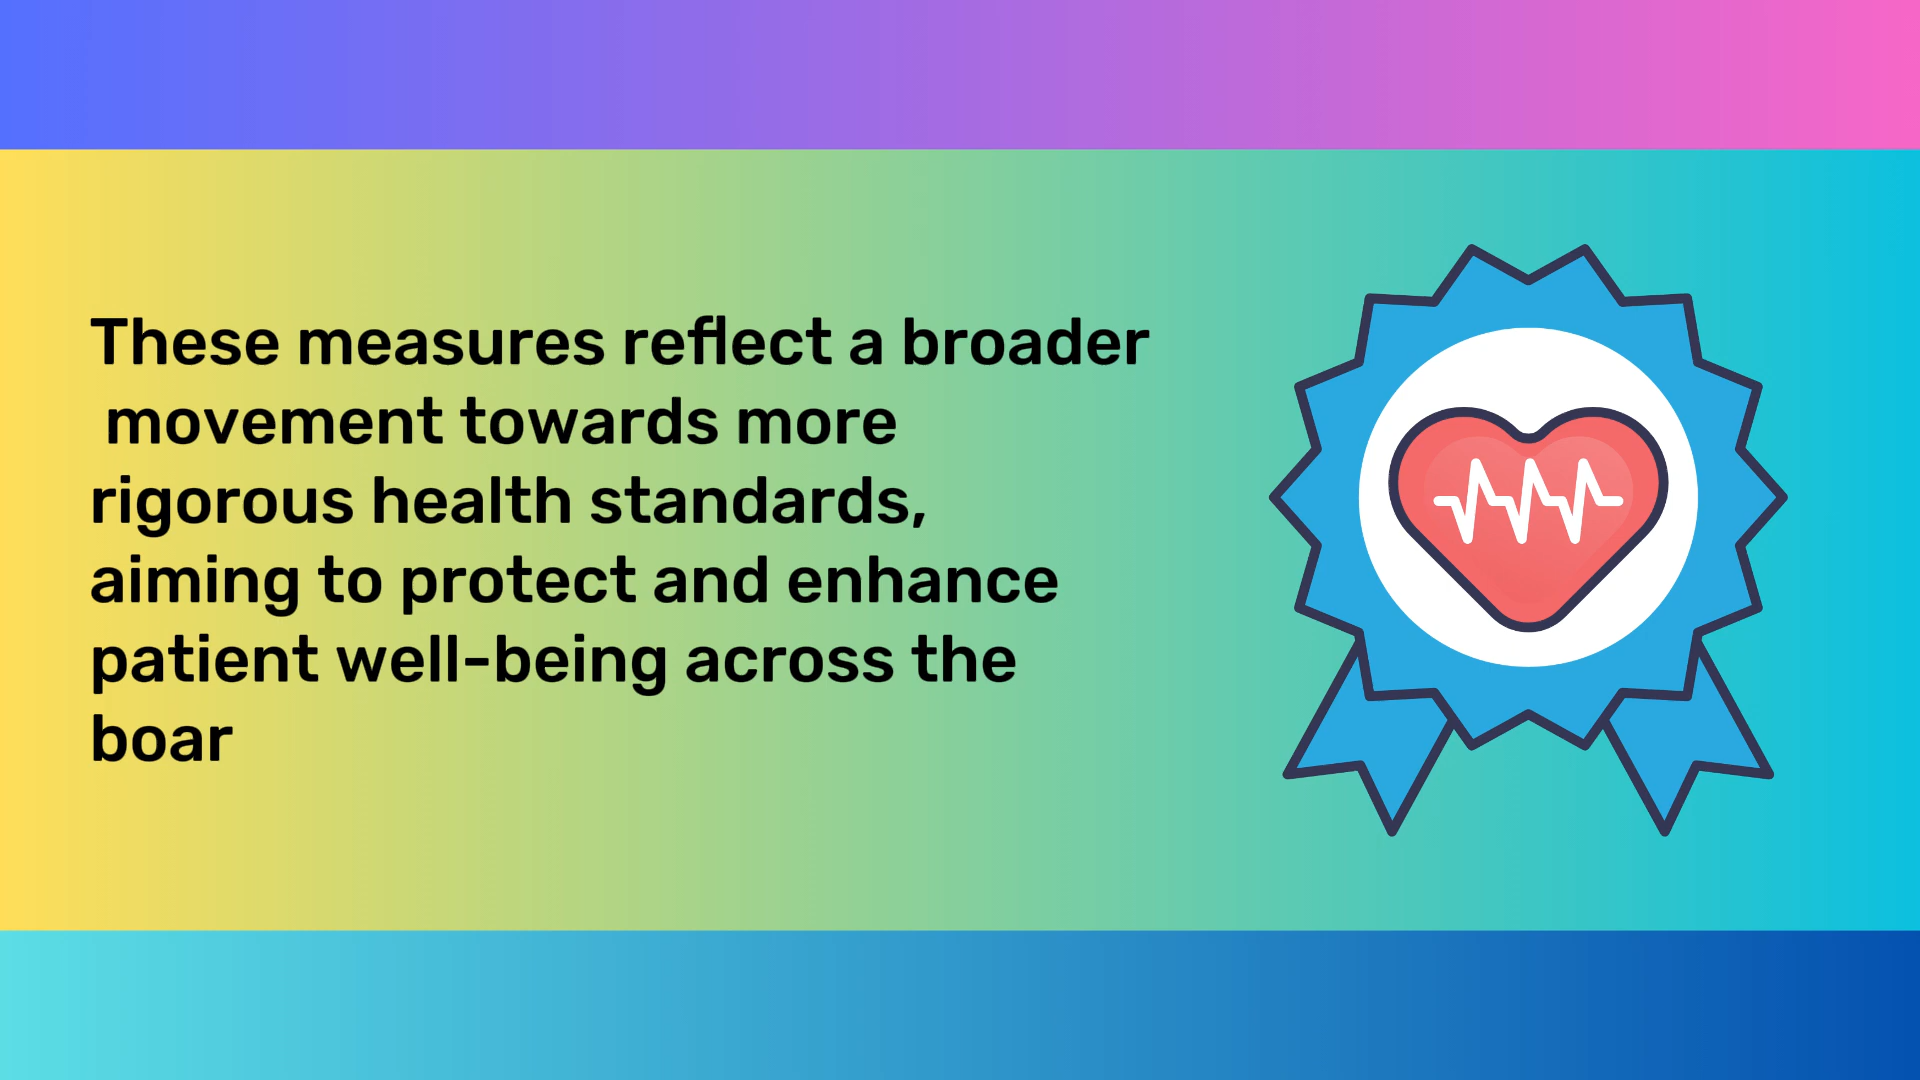 These measures reflect a broader
movement towards more
rigorous health standards,
aiming to protect and enhance
patient well-being across the
boar